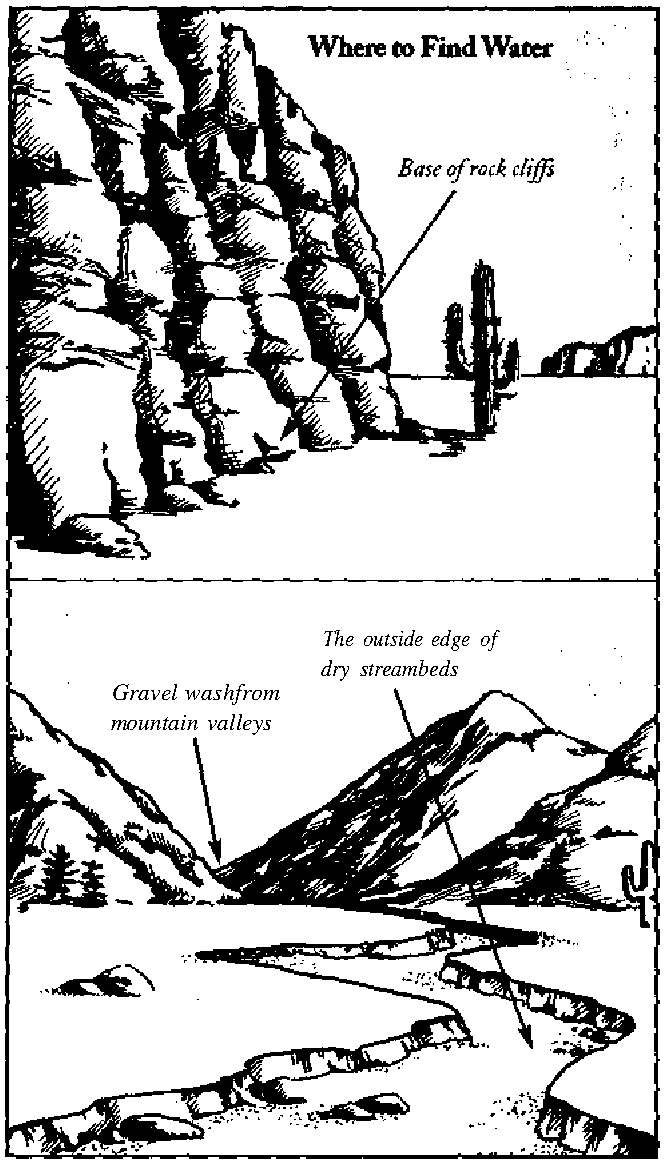 Where to Find Water
Base of rock cliffs
The outside edge of
dry streambeds
Gravel washfrom
mountain valleys